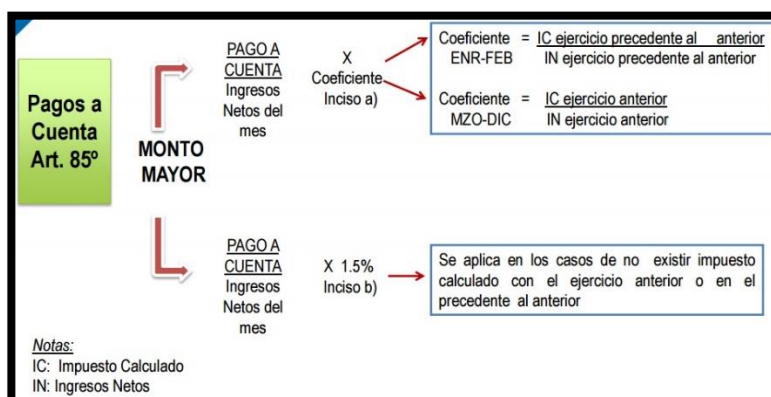 Pagos a
Cuenta
Art. 85º
MONTO
MAYOR
PAGO A
CUENTA
Ingresos
Netos del
mes
X
Coeficiente
Inciso a)
Coeficiente = IC ejercicio precedente al anterior
ENR-FEB IN ejercicio precedente al anterior
Coeficiente = IC ejercicio anterior
MZO-DIC IN ejercicio anterior
PAGO A
CUENTA
Ingresos
Netos del
mes
X 1.5%
Inciso b)
Se aplica en los casos de no existir impuesto
calculado con el ejercicio anterior o en el
precedente al anterior
Notas:
IC: Impuesto Calculado
IN: Ingresos Netos